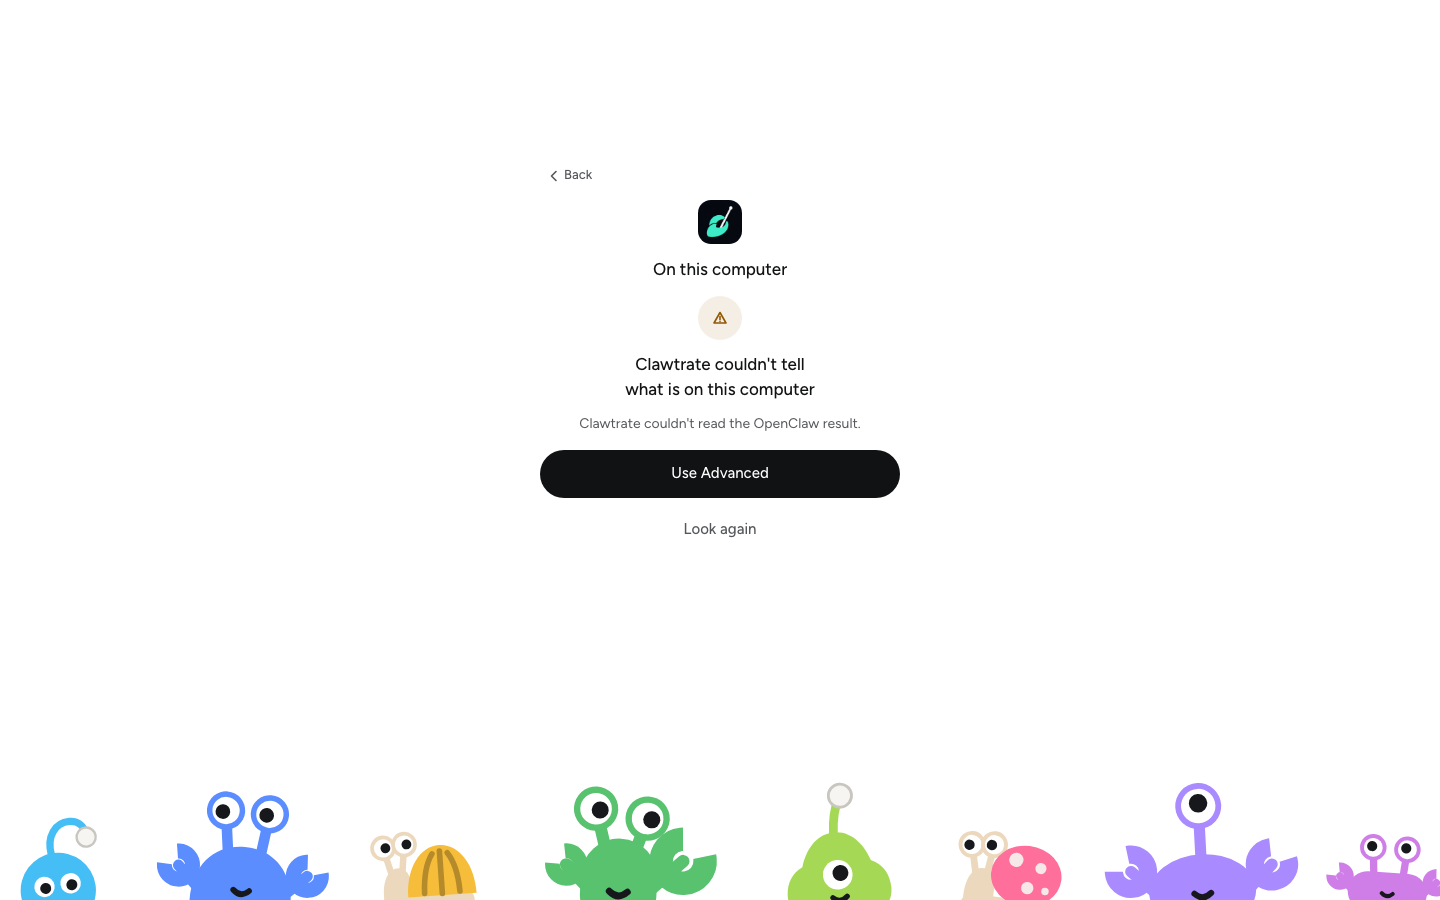 Back
On this computer
Clawtrate couldn't tell
what is on this computer
Clawtrate couldn't read the OpenClaw result.
Use Advanced
Look again